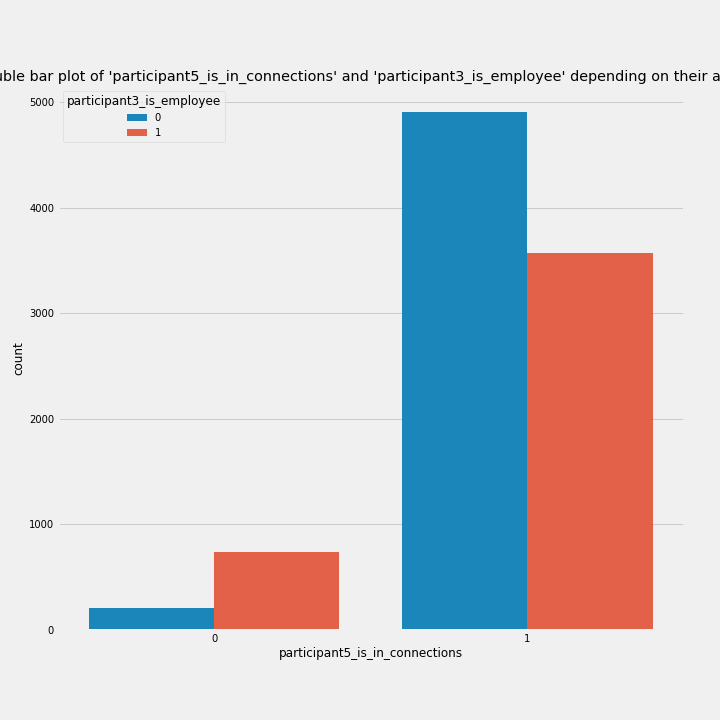 uble bar plot of 'participant5_is_in_connections' and 'participant3_is_employee' depending on their a
participant3_is_employee
0
1
5000
4000
3000
2000
1000
0
count
0 1
participant5_is_in_connections